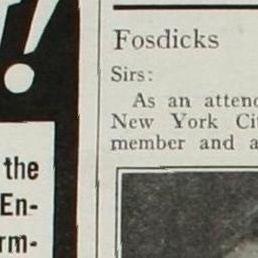 !
the
En-
rm-
Fosdicks
Sirs:
As an attend
New York Cit
member and a